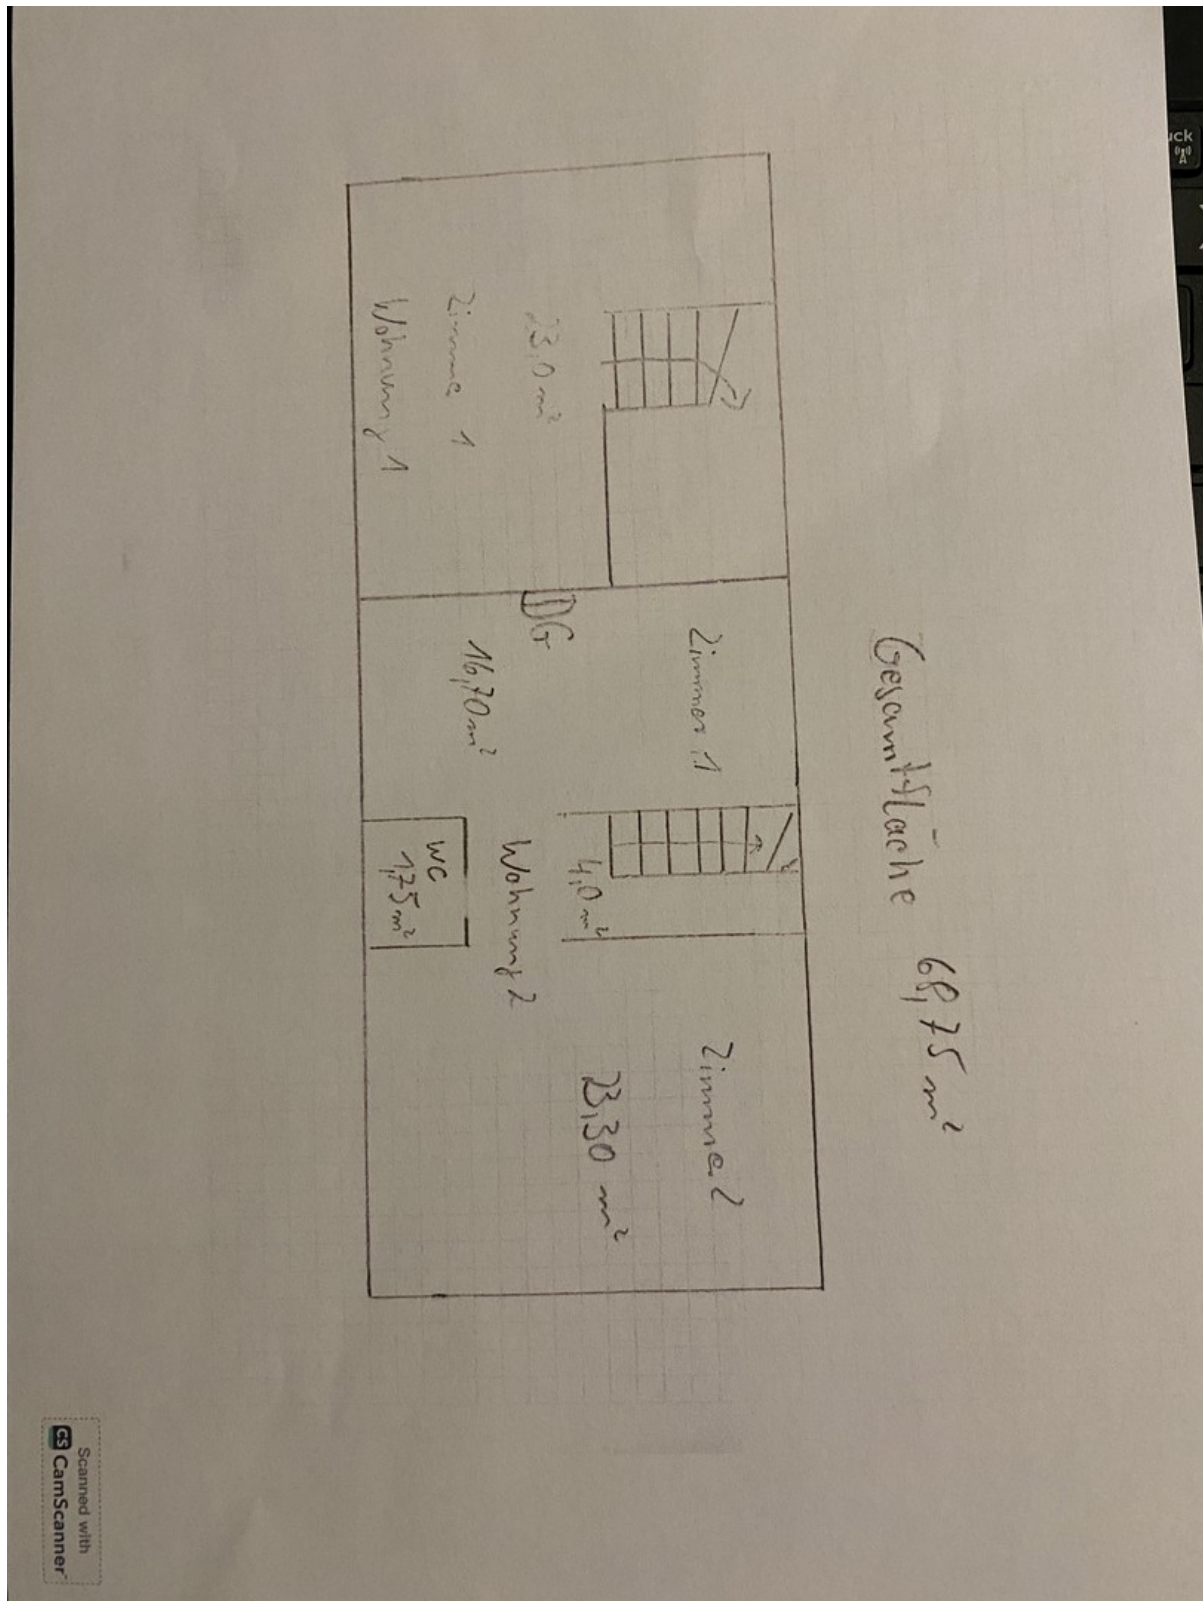 Gesamtfläche 68,75 m²
Zimmer 1
Zimmer 2
23,0 m²
DG
4,0 m²
23,30 m²
Zimmer 1
16,70 m²
Wohnung 2
Wohnung 1
WC
1,75 m²
Scanned with
CS CamScanner